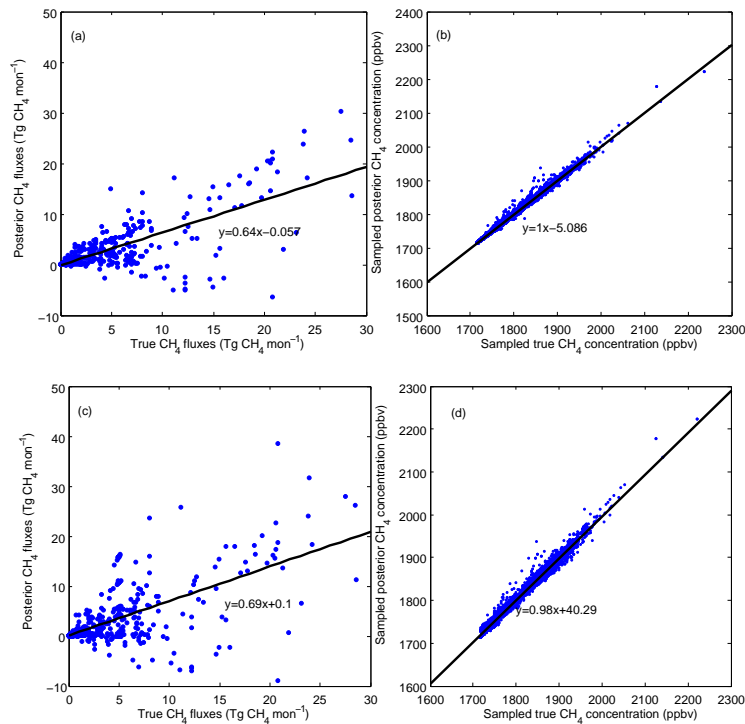 (a)
50
40
30
20
10
0
−10
0 5 10 15 20 25 30
Posterior CH4 fluxes (Tg CH4 mon−1)
True CH4 fluxes (Tg CH4 mon−1)
y=0.64x−0.057
(b)
2400
2300
2200
2100
2000
1900
1800
1700
1600
1500
1600 1700 1800 1900 2000 2100 2200 2300
Sampled posterior CH4 concentration (ppbv)
Sampled true CH4 concentration (ppbv)
y=1x−5.086
(c)
50
40
30
20
10
0
−10
0 5 10 15 20 25 30
Posterior CH4 fluxes (Tg CH4 mon−1)
True CH4 fluxes (Tg CH4 mon−1)
y=0.69x+0.1
(d)
2300
2200
2100
2000
1900
1800
1700
1600
1600 1700 1800 1900 2000 2100 2200 2300
Sampled posterior CH4 concentration (ppbv)
Sampled true CH4 concentration (ppbv)
y=0.98x+40.29